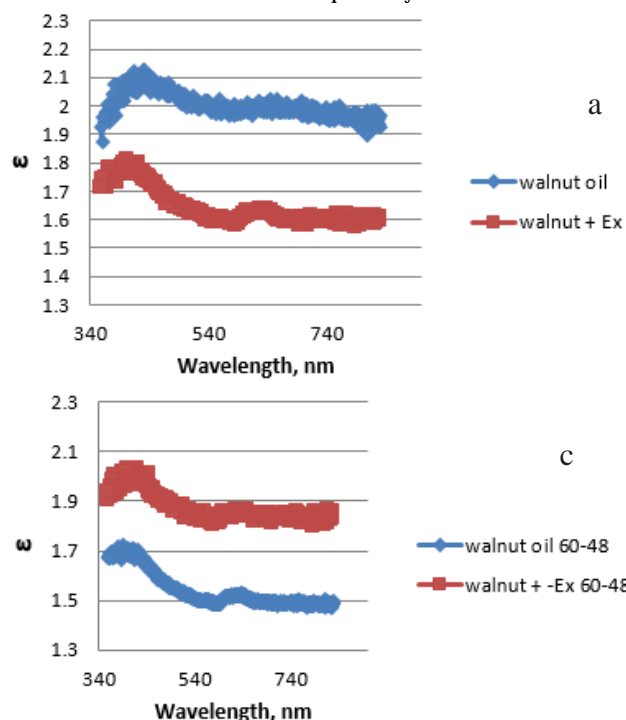 2.3
2.2
2.1
2
1.9
1.8
1.7
1.6
1.5
1.4
1.3
ε
340 540 740
Wavelength, nm
a
walnut oil
walnut + Ex
2.3
2.1
1.9
1.7
1.5
1.3
ε
340 540 740
Wavelength, nm
c
walnut oil 60-48
walnut + -Ex 60-48